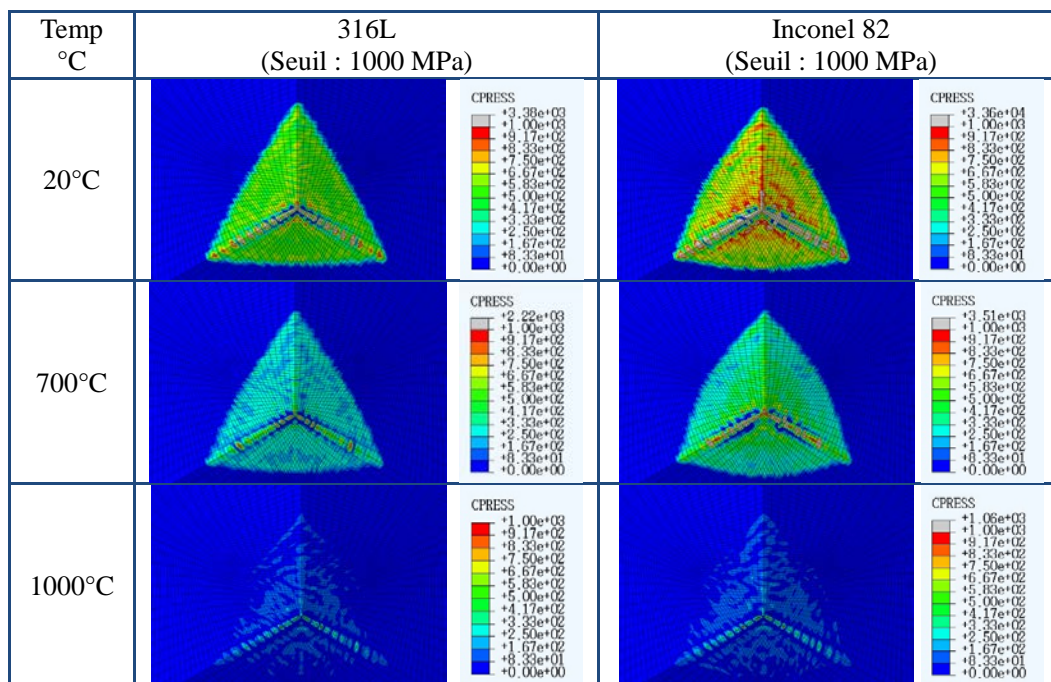 Temp
°C
316L
(Seuil : 1000 MPa)
Inconel 82
(Seuil : 1000 MPa)
20°C
CPRESS
+3.38e+03
+1.00e+03
+9.17e+02
+8.33e+02
+7.50e+02
+6.67e+02
+5.83e+02
+5.00e+02
+4.17e+02
+3.33e+02
+2.50e+02
+1.67e+02
+8.33e+01
+0.00e+00
CPRESS
+3.36e+04
+1.00e+03
+9.17e+02
+8.33e+02
+7.50e+02
+6.67e+02
+5.83e+02
+5.00e+02
+4.17e+02
+3.33e+02
+2.50e+02
+1.67e+02
+8.33e+01
+0.00e+00
700°C
CPRESS
+2.22e+03
+1.00e+03
+9.17e+02
+8.33e+02
+7.50e+02
+6.67e+02
+5.83e+02
+5.00e+02
+4.17e+02
+3.33e+02
+2.50e+02
+1.67e+02
+8.33e+01
+0.00e+00
CPRESS
+3.51e+03
+1.00e+03
+9.17e+02
+8.33e+02
+7.50e+02
+6.67e+02
+5.83e+02
+5.00e+02
+4.17e+02
+3.33e+02
+2.50e+02
+1.67e+02
+8.33e+01
+0.00e+00
1000°C
CPRESS
+1.00e+03
+9.17e+02
+8.33e+02
+7.50e+02
+6.67e+02
+5.83e+02
+5.00e+02
+4.17e+02
+3.33e+02
+2.50e+02
+1.67e+02
+8.33e+01
+0.00e+00
CPRESS
+1.06e+03
+1.00e+03
+9.17e+02
+8.33e+02
+7.50e+02
+6.67e+02
+5.83e+02
+5.00e+02
+4.17e+02
+3.33e+02
+2.50e+02
+1.67e+02
+8.33e+01
+0.00e+00